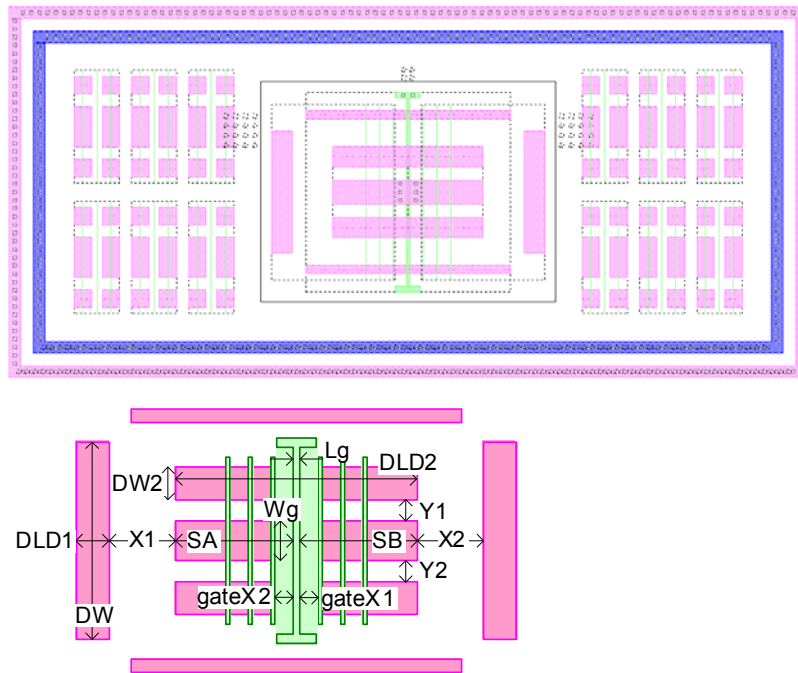 Lg
DLD2
DW2
Wg
Y1
DLD1
X1
SA
SB
X2
Y2
gateX2
gateX1
DW